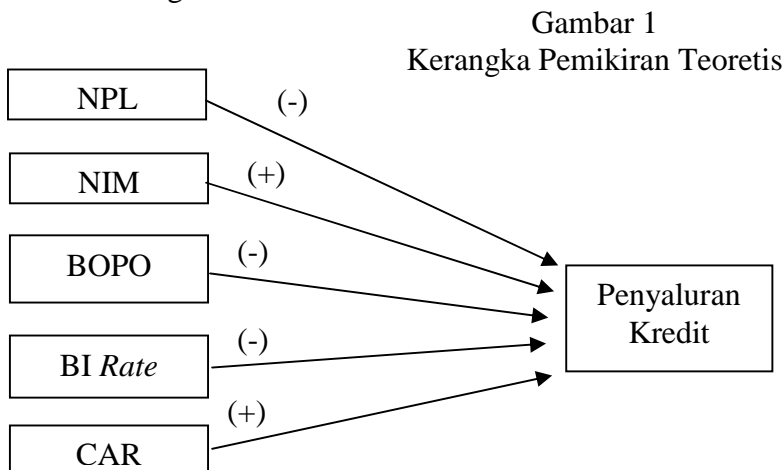 Gambar 1
Kerangka Pemikiran Teoretis
NPL
(-)
NIM
(+)
BOPO
(-)
BI Rate
(-)
CAR
(+)
Penyaluran
Kredit